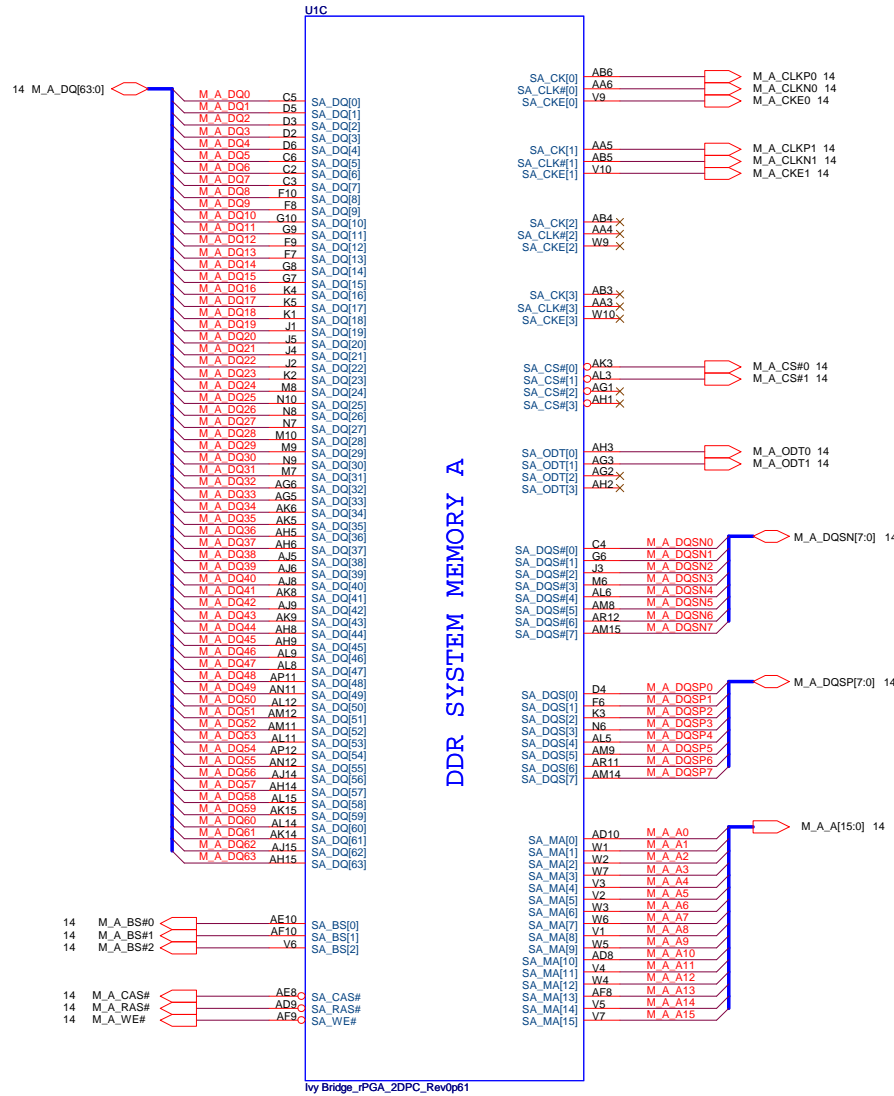 U1C
14 M_A_DQ[63:0]
M_A_DQ0 C5 SA_DQ[0]
M_A_DQ1 D5 SA_DQ[1]
M_A_DQ2 D3 SA_DQ[2]
M_A_DQ3 D2 SA_DQ[3]
M_A_DQ4 D6 SA_DQ[4]
M_A_DQ5 C6 SA_DQ[5]
M_A_DQ6 C2 SA_DQ[6]
M_A_DQ7 C3 SA_DQ[7]
M_A_DQ8 F10 SA_DQ[8]
M_A_DQ9 F8 SA_DQ[9]
M_A_DQ10 G10 SA_DQ[10]
M_A_DQ11 G9 SA_DQ[11]
M_A_DQ12 F9 SA_DQ[12]
M_A_DQ13 F7 SA_DQ[13]
M_A_DQ14 G8 SA_DQ[14]
M_A_DQ15 G7 SA_DQ[15]
M_A_DQ16 K4 SA_DQ[16]
M_A_DQ17 K5 SA_DQ[17]
M_A_DQ18 K1 SA_DQ[18]
M_A_DQ19 J1 SA_DQ[19]
M_A_DQ20 J5 SA_DQ[20]
M_A_DQ21 J4 SA_DQ[21]
M_A_DQ22 J2 SA_DQ[22]
M_A_DQ23 K2 SA_DQ[23]
M_A_DQ24 M8 SA_DQ[24]
M_A_DQ25 N10 SA_DQ[25]
M_A_DQ26 N8 SA_DQ[26]
M_A_DQ27 N7 SA_DQ[27]
M_A_DQ28 M10 SA_DQ[28]
M_A_DQ29 M9 SA_DQ[29]
M_A_DQ30 N9 SA_DQ[30]
M_A_DQ31 M7 SA_DQ[31]
M_A_DQ32 AG6 SA_DQ[32]
M_A_DQ33 AG5 SA_DQ[33]
M_A_DQ34 AK6 SA_DQ[34]
M_A_DQ35 AK5 SA_DQ[35]
M_A_DQ36 AH5 SA_DQ[36]
M_A_DQ37 AH6 SA_DQ[37]
M_A_DQ38 AJ5 SA_DQ[38]
M_A_DQ39 AJ6 SA_DQ[39]
M_A_DQ40 AJ8 SA_DQ[40]
M_A_DQ41 AK8 SA_DQ[41]
M_A_DQ42 AJ9 SA_DQ[42]
M_A_DQ43 AK9 SA_DQ[43]
M_A_DQ44 AH8 SA_DQ[44]
M_A_DQ45 AH9 SA_DQ[45]
M_A_DQ46 AL9 SA_DQ[46]
M_A_DQ47 AL8 SA_DQ[47]
M_A_DQ48 AP11 SA_DQ[48]
M_A_DQ49 AN11 SA_DQ[49]
M_A_DQ50 AL12 SA_DQ[50]
M_A_DQ51 AM12 SA_DQ[51]
M_A_DQ52 AM11 SA_DQ[52]
M_A_DQ53 AL11 SA_DQ[53]
M_A_DQ54 AP12 SA_DQ[54]
M_A_DQ55 AN12 SA_DQ[55]
M_A_DQ56 AJ14 SA_DQ[56]
M_A_DQ57 AH14 SA_DQ[57]
M_A_DQ58 AL15 SA_DQ[58]
M_A_DQ59 AK15 SA_DQ[59]
M_A_DQ60 AL14 SA_DQ[60]
M_A_DQ61 AK14 SA_DQ[61]
M_A_DQ62 AJ15 SA_DQ[62]
M_A_DQ63 AH15 SA_DQ[63]
14 M_A_BS#0 AE10 SA_BS[0]
14 M_A_BS#1 AF10 SA_BS[1]
14 M_A_BS#2 V6 SA_BS[2]
14 M_A_CAS# AE8 SA_CAS#
14 M_A_RAS# AD9 SA_RAS#
14 M_A_WE# AF9 SA_WE#
DDR SYSTEM MEMORY A
SA_CK[0] AB6 M_A_CLKP0 14
SA_CLK#[0] AA6 M_A_CLKN0 14
SA_CKE[0] V9 M_A_CKE0 14
SA_CK[1] AA5 M_A_CLKP1 14
SA_CLK#[1] AB5 M_A_CLKN1 14
SA_CKE[1] V10 M_A_CKE1 14
SA_CK[2] AB4
SA_CLK#[2] AA4
SA_CKE[2] W9
SA_CK[3] AB3
SA_CLK#[3] AA3
SA_CKE[3] W10
SA_CS#[0] AK3 M_A_CS#0 14
SA_CS#[1] AL3 M_A_CS#1 14
SA_CS#[2] AG1
SA_CS#[3] AH1
SA_ODT[0] AH3 M_A_ODT0 14
SA_ODT[1] AG3 M_A_ODT1 14
SA_ODT[2] AG2
SA_ODT[3] AH2
M_A_DQSN[7:0] 14
SA_DQS#[0] C4 M_A_DQSN0
SA_DQS#[1] G6 M_A_DQSN1
SA_DQS#[2] J3 M_A_DQSN2
SA_DQS#[3] M6 M_A_DQSN3
SA_DQS#[4] AL6 M_A_DQSN4
SA_DQS#[5] AM8 M_A_DQSN5
SA_DQS#[6] AR12 M_A_DQSN6
SA_DQS#[7] AM15 M_A_DQSN7
M_A_DQSP[7:0] 14
SA_DQS[0] D4 M_A_DQSP0
SA_DQS[1] F6 M_A_DQSP1
SA_DQS[2] K3 M_A_DQSP2
SA_DQS[3] N6 M_A_DQSP3
SA_DQS[4] AL5 M_A_DQSP4
SA_DQS[5] AM9 M_A_DQSP5
SA_DQS[6] AR11 M_A_DQSP6
SA_DQS[7] AM14 M_A_DQSP7
M_A_A[15:0] 14
SA_MA[0] AD10 M_A_A0
SA_MA[1] W1 M_A_A1
SA_MA[2] W2 M_A_A2
SA_MA[3] W7 M_A_A3
SA_MA[4] V3 M_A_A4
SA_MA[5] V2 M_A_A5
SA_MA[6] W3 M_A_A6
SA_MA[7] W6 M_A_A7
SA_MA[8] V1 M_A_A8
SA_MA[9] W5 M_A_A9
SA_MA[10] AD8 M_A_A10
SA_MA[11] V4 M_A_A11
SA_MA[12] W4 M_A_A12
SA_MA[13] AF8 M_A_A13
SA_MA[14] V5 M_A_A14
SA_MA[15] V7 M_A_A15
Ivy Bridge_rPGA_2DPC_Rev0p61